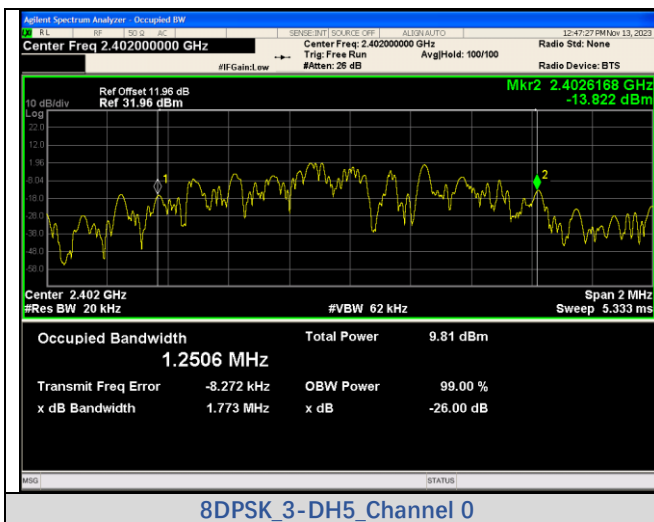 Agilent Spectrum Analyzer - Occupied BW
RL RF 50 Ω AC SENSE:INT SOURCE OFF ALIGN AUTO 12:47:27 PM Nov 13, 2023
Center Freq 2.402000000 GHz Center Freq: 2.402000000 GHz Radio Std: None
Trig: Free Run Avg|Hold: 100/100
#IFGain:Low #Atten: 26 dB Radio Device: BTS
Ref Offset 11.96 dB Mkr2 2.4026168 GHz
10 dB/div Ref 31.96 dBm -13.822 dBm
Log
22.0
12.0
1.96
-8.04
-18.0
-28.0
-38.0
-48.0
-58.0
1
2
Center 2.402 GHz Span 2 MHz
#Res BW 20 kHz #VBW 62 kHz Sweep 5.333 ms
Occupied Bandwidth Total Power 9.81 dBm
1.2506 MHz
Transmit Freq Error -8.272 kHz OBW Power 99.00 %
x dB Bandwidth 1.773 MHz x dB -26.00 dB
MSG STATUS
8DPSK_3-DH5_Channel 0